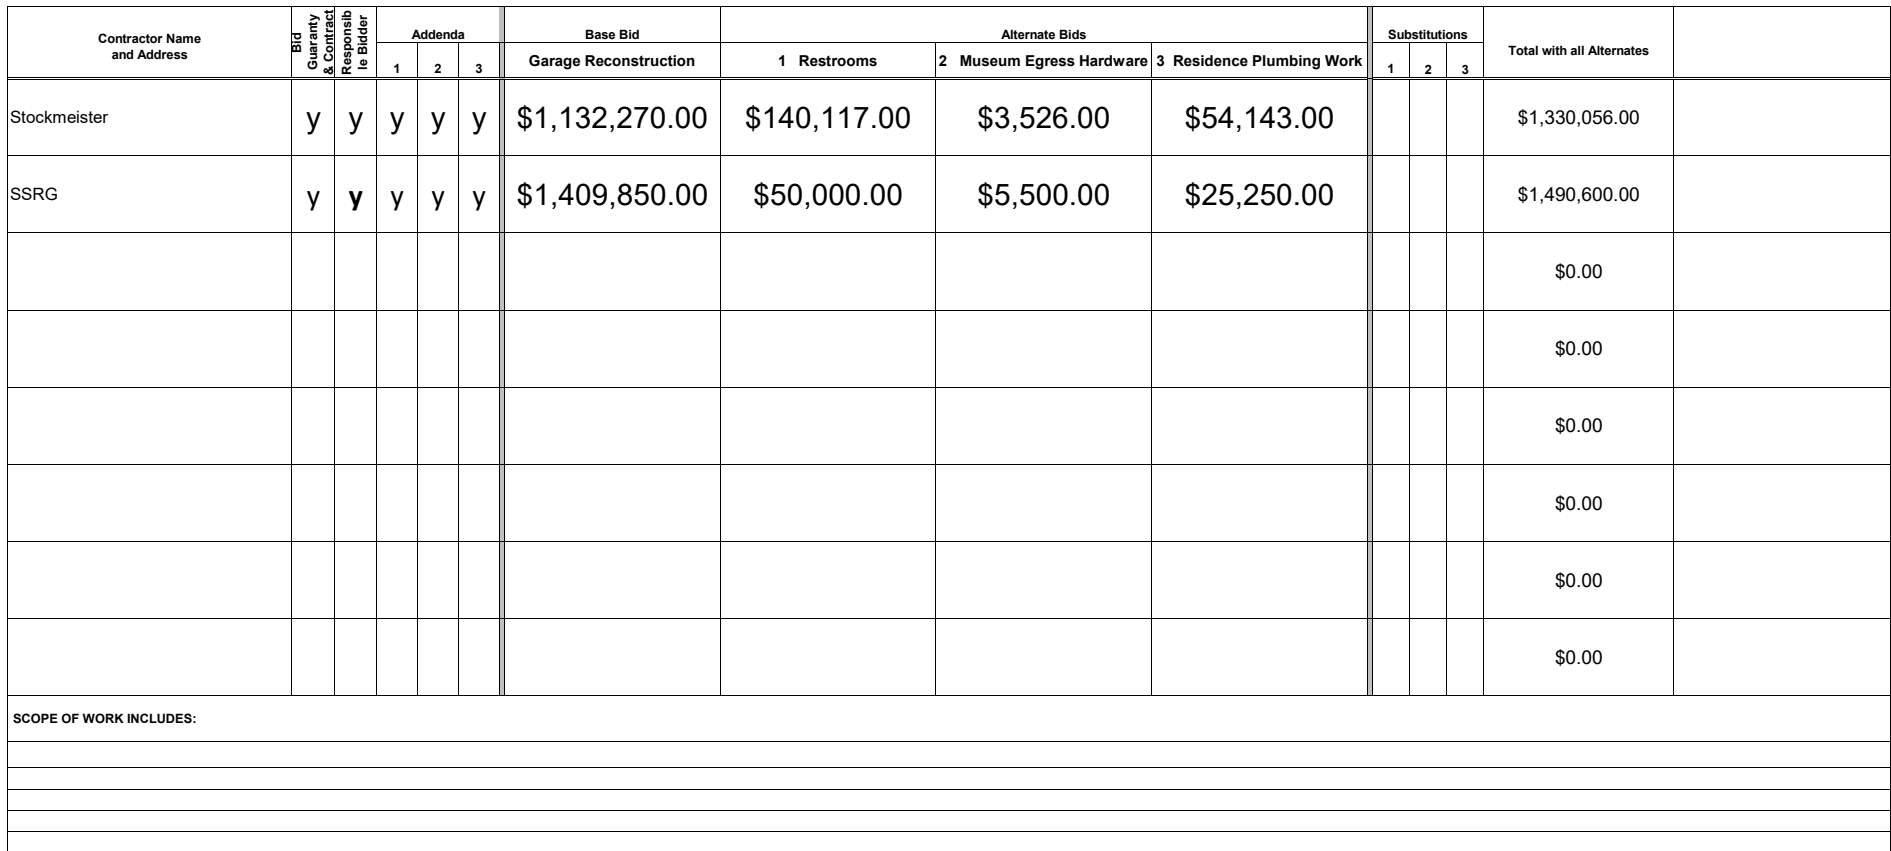 Contractor Name
and Address
Bid
Guaranty
& Contract
Responsib
le Bidder
Addenda
1 2 3
Base Bid
Garage Reconstruction
Alternate Bids
1 Restrooms
2 Museum Egress Hardware
3 Residence Plumbing Work
Substitutions
1 2 3
Total with all Alternates
Stockmeister y y y y y $1,132,270.00 $140,117.00 $3,526.00 $54,143.00 $1,330,056.00
SSRG y y y y y $1,409,850.00 $50,000.00 $5,500.00 $25,250.00 $1,490,600.00
$0.00
$0.00
$0.00
$0.00
$0.00
$0.00
SCOPE OF WORK INCLUDES: